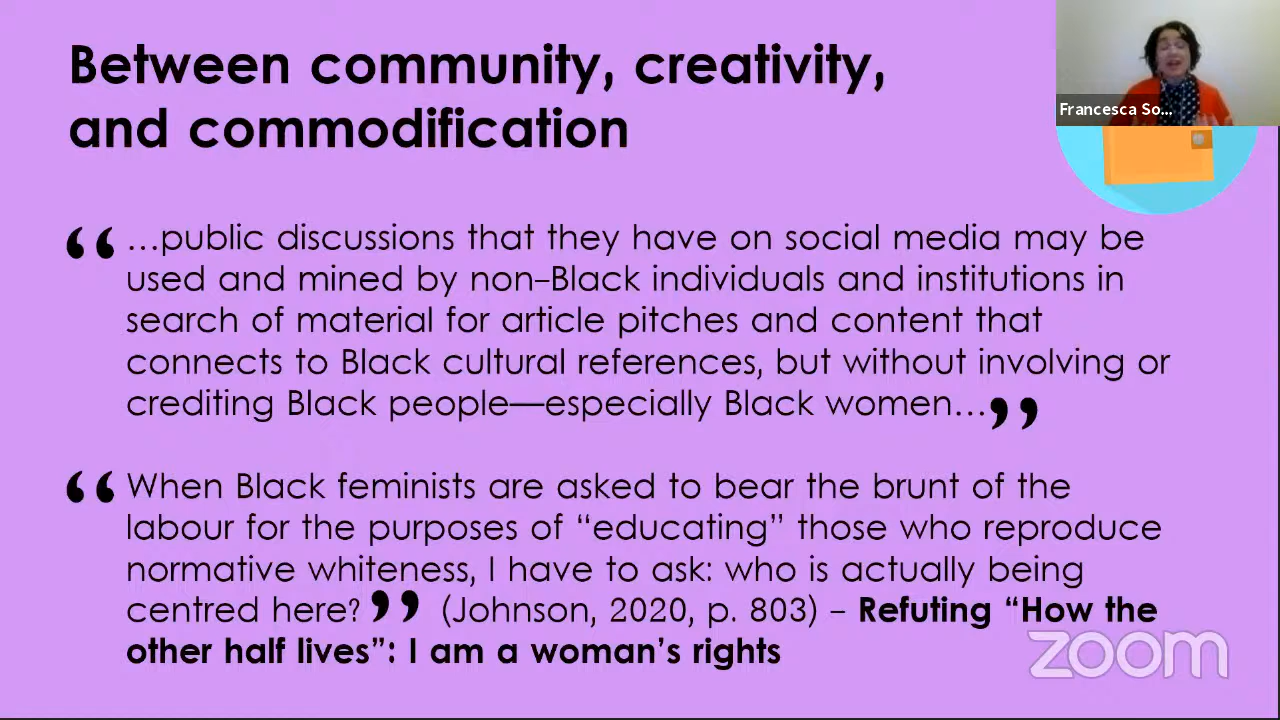 Between community, creativity,
and commodification
Francesca So...
“ ...public discussions that they have on social media may be
used and mined by non-Black individuals and institutions in
search of material for article pitches and content that
connects to Black cultural references, but without involving or
crediting Black people—especially Black women... ”
“ When Black feminists are asked to bear the brunt of the
labour for the purposes of “educating” those who reproduce
normative whiteness, I have to ask: who is actually being
centred here? ” (Johnson, 2020, p. 803) – Refuting “How the
other half lives”: I am a woman’s rights
zoom